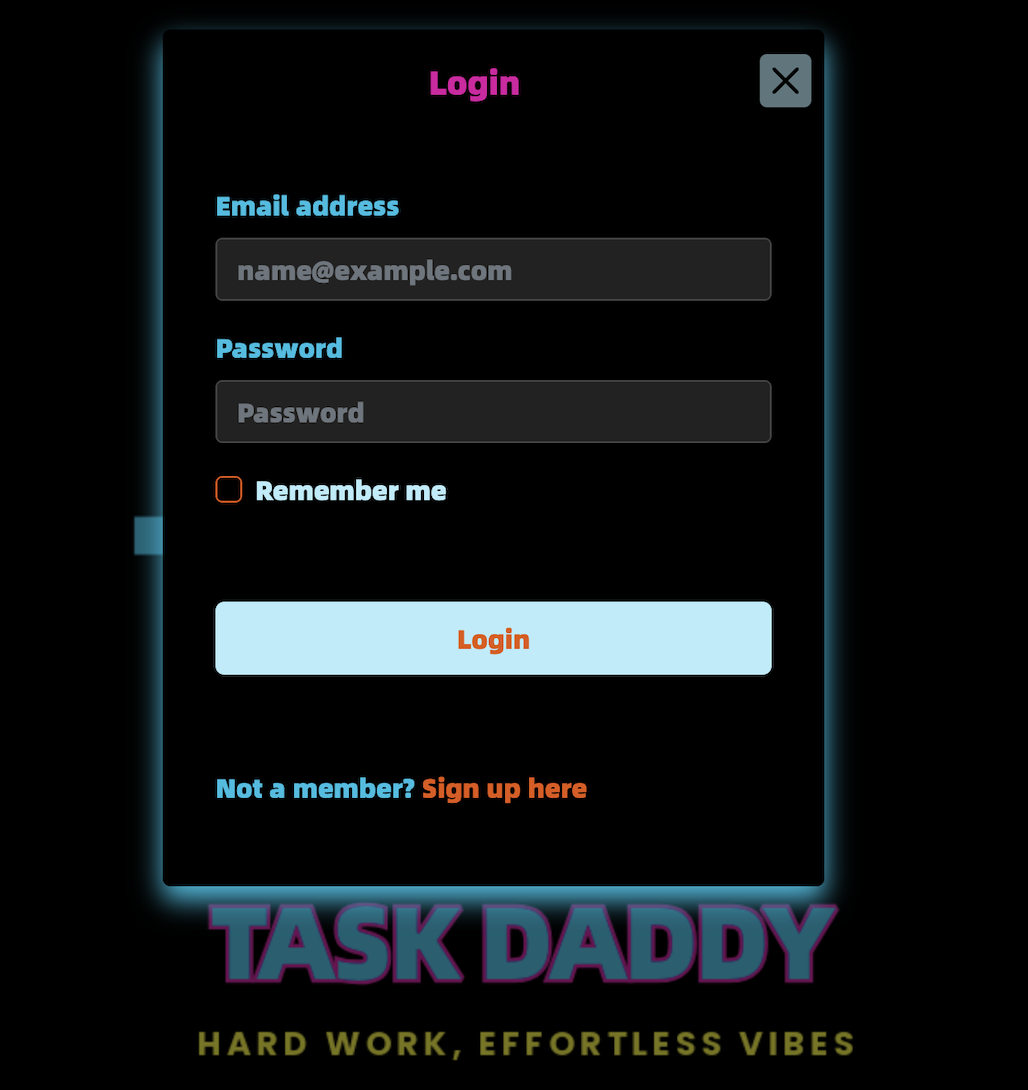 Login
Email address
name@example.com
Password
Password
Remember me
Login
Not a member? Sign up here
TASK DADDY
HARD WORK, EFFORTLESS VIBES